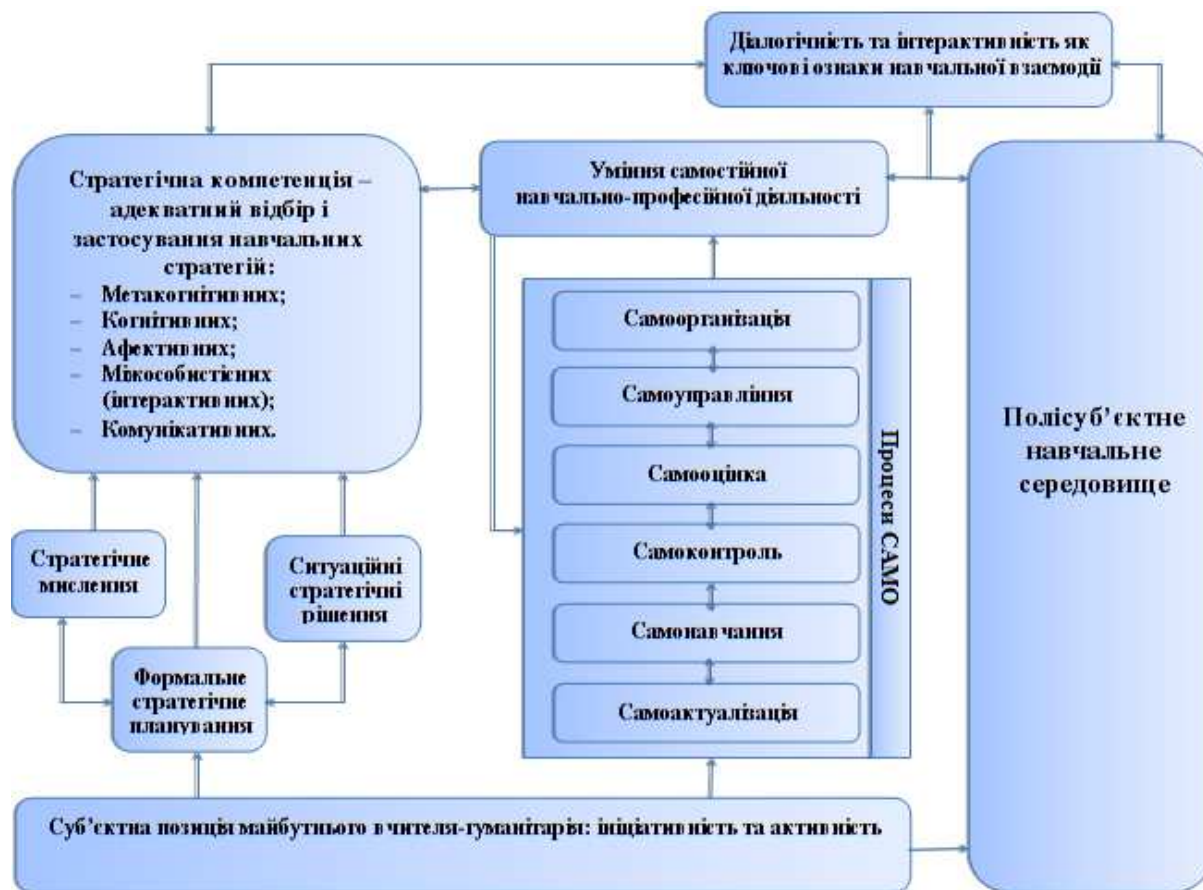 Діалогічність та інтерактивність як
ключові ознаки навчальної взаємодії
Стратегічна компетенція –
адекватний відбір і
застосування навчальних
стратегій:
– Метакогнітивних;
– Когнітивних;
– Афективних;
– Міжособистісних
(інтерактивних);
– Комунікативних.
Уміння самостійної
навчально-професійної діяльності
Самоорганізація
Самоуправління
Самооцінка
Самоконтроль
Самонавчання
Самоактуалізація
Процеси САМО
Полісуб’єктне
навчальне
середовище
Стратегічне
мислення
Ситуаційні
стратегічні
рішення
Формальне
стратегічне
планування
Суб’єктна позиція майбутнього вчителя-гуманітарія: ініціативність та активність